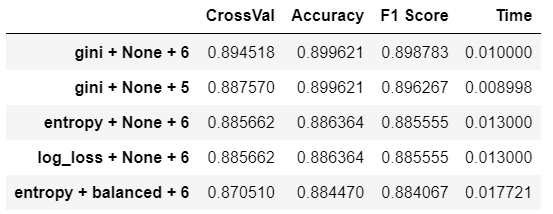 CrossVal Accuracy F1 Score Time
gini + None + 6 0.894518 0.899621 0.898783 0.010000
gini + None + 5 0.887570 0.899621 0.896267 0.008998
entropy + None + 6 0.885662 0.886364 0.885555 0.013000
log_loss + None + 6 0.885662 0.886364 0.885555 0.013000
entropy + balanced + 6 0.870510 0.884470 0.884067 0.017721